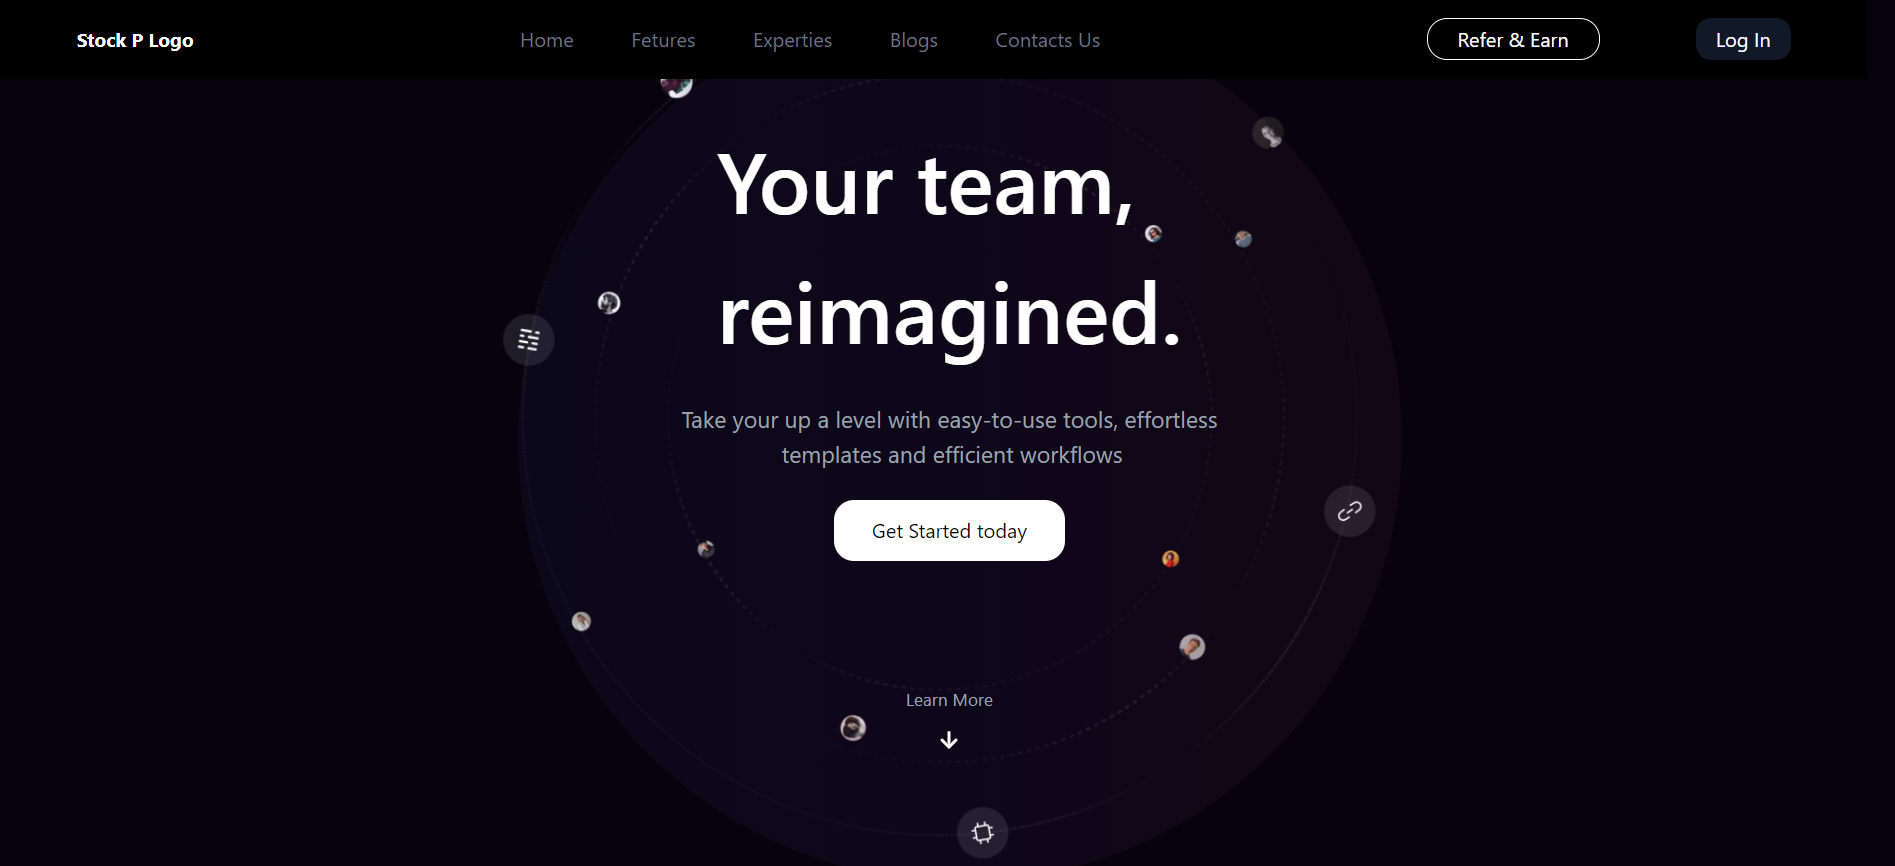 Stock P Logo
Home
Fetures
Experties
Blogs
Contacts Us
Refer & Earn
Log In
Your team,
reimagined.
Take your up a level with easy-to-use tools, effortless
templates and efficient workflows
Get Started today
Learn More